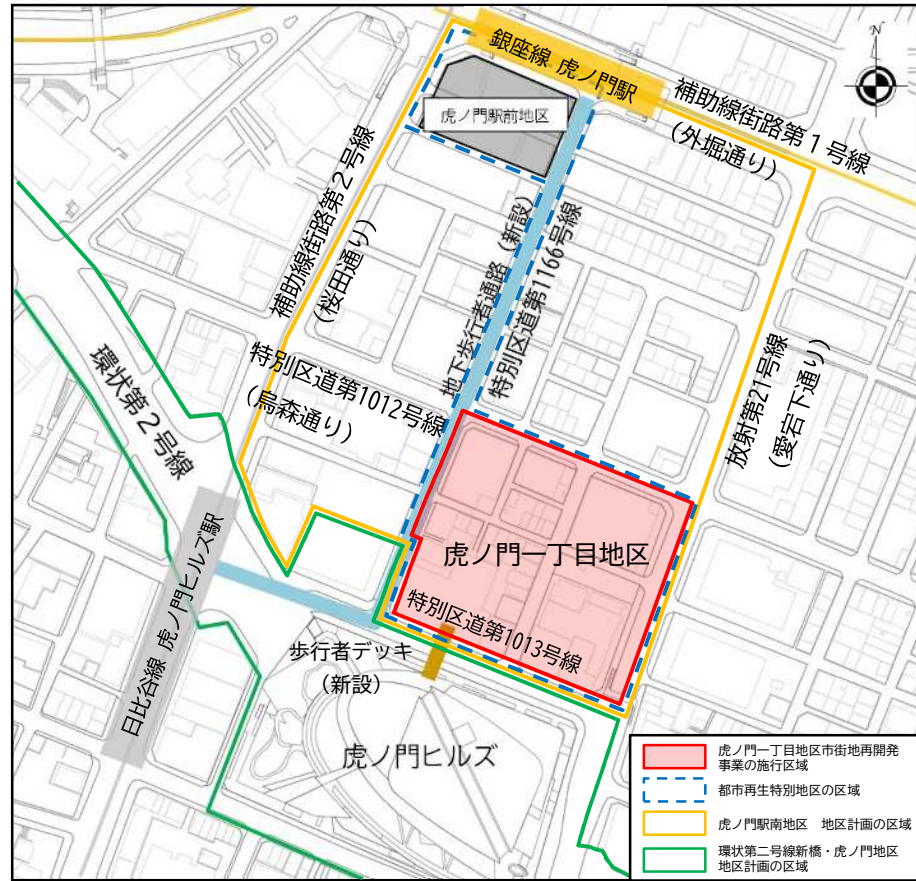 N
銀座線 虎ノ門駅
虎ノ門駅前地区
補助線街路第1号線
(外堀通り)
補助線街路第2号線
(桜田通り)
地下歩行者通路(新設)
特別区道第1166号線
特別区道第1012号線
(烏森通り)
環状第2号線
放射第21号線
(愛宕下通り)
虎ノ門一丁目地区
特別区道第1013号線
日比谷線 虎ノ門ヒルズ駅
歩行者デッキ
(新設)
虎ノ門ヒルズ
虎ノ門一丁目地区市街地再開発
事業の施行区域
都市再生特別地区の区域
虎ノ門駅南地区 地区計画の区域
環状第二号線新橋・虎ノ門地区
地区計画の区域